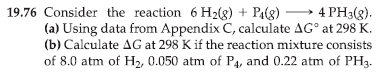 19.76 Consider the reaction 6 H₂(g) + P₄(g) ⟶ 4 PH₃(g).
(a) Using data from Appendix C, calculate ΔG° at 298 K.
(b) Calculate ΔG at 298 K if the reaction mixture consists
of 8.0 atm of H₂, 0.050 atm of P₄, and 0.22 atm of PH₃.